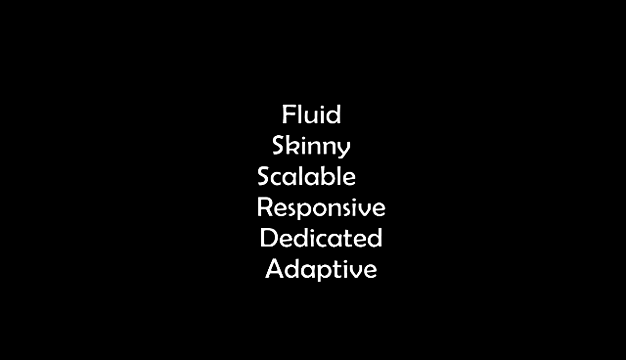 Fluid
Skinny
Scalable
Responsive
Dedicated
Adaptive